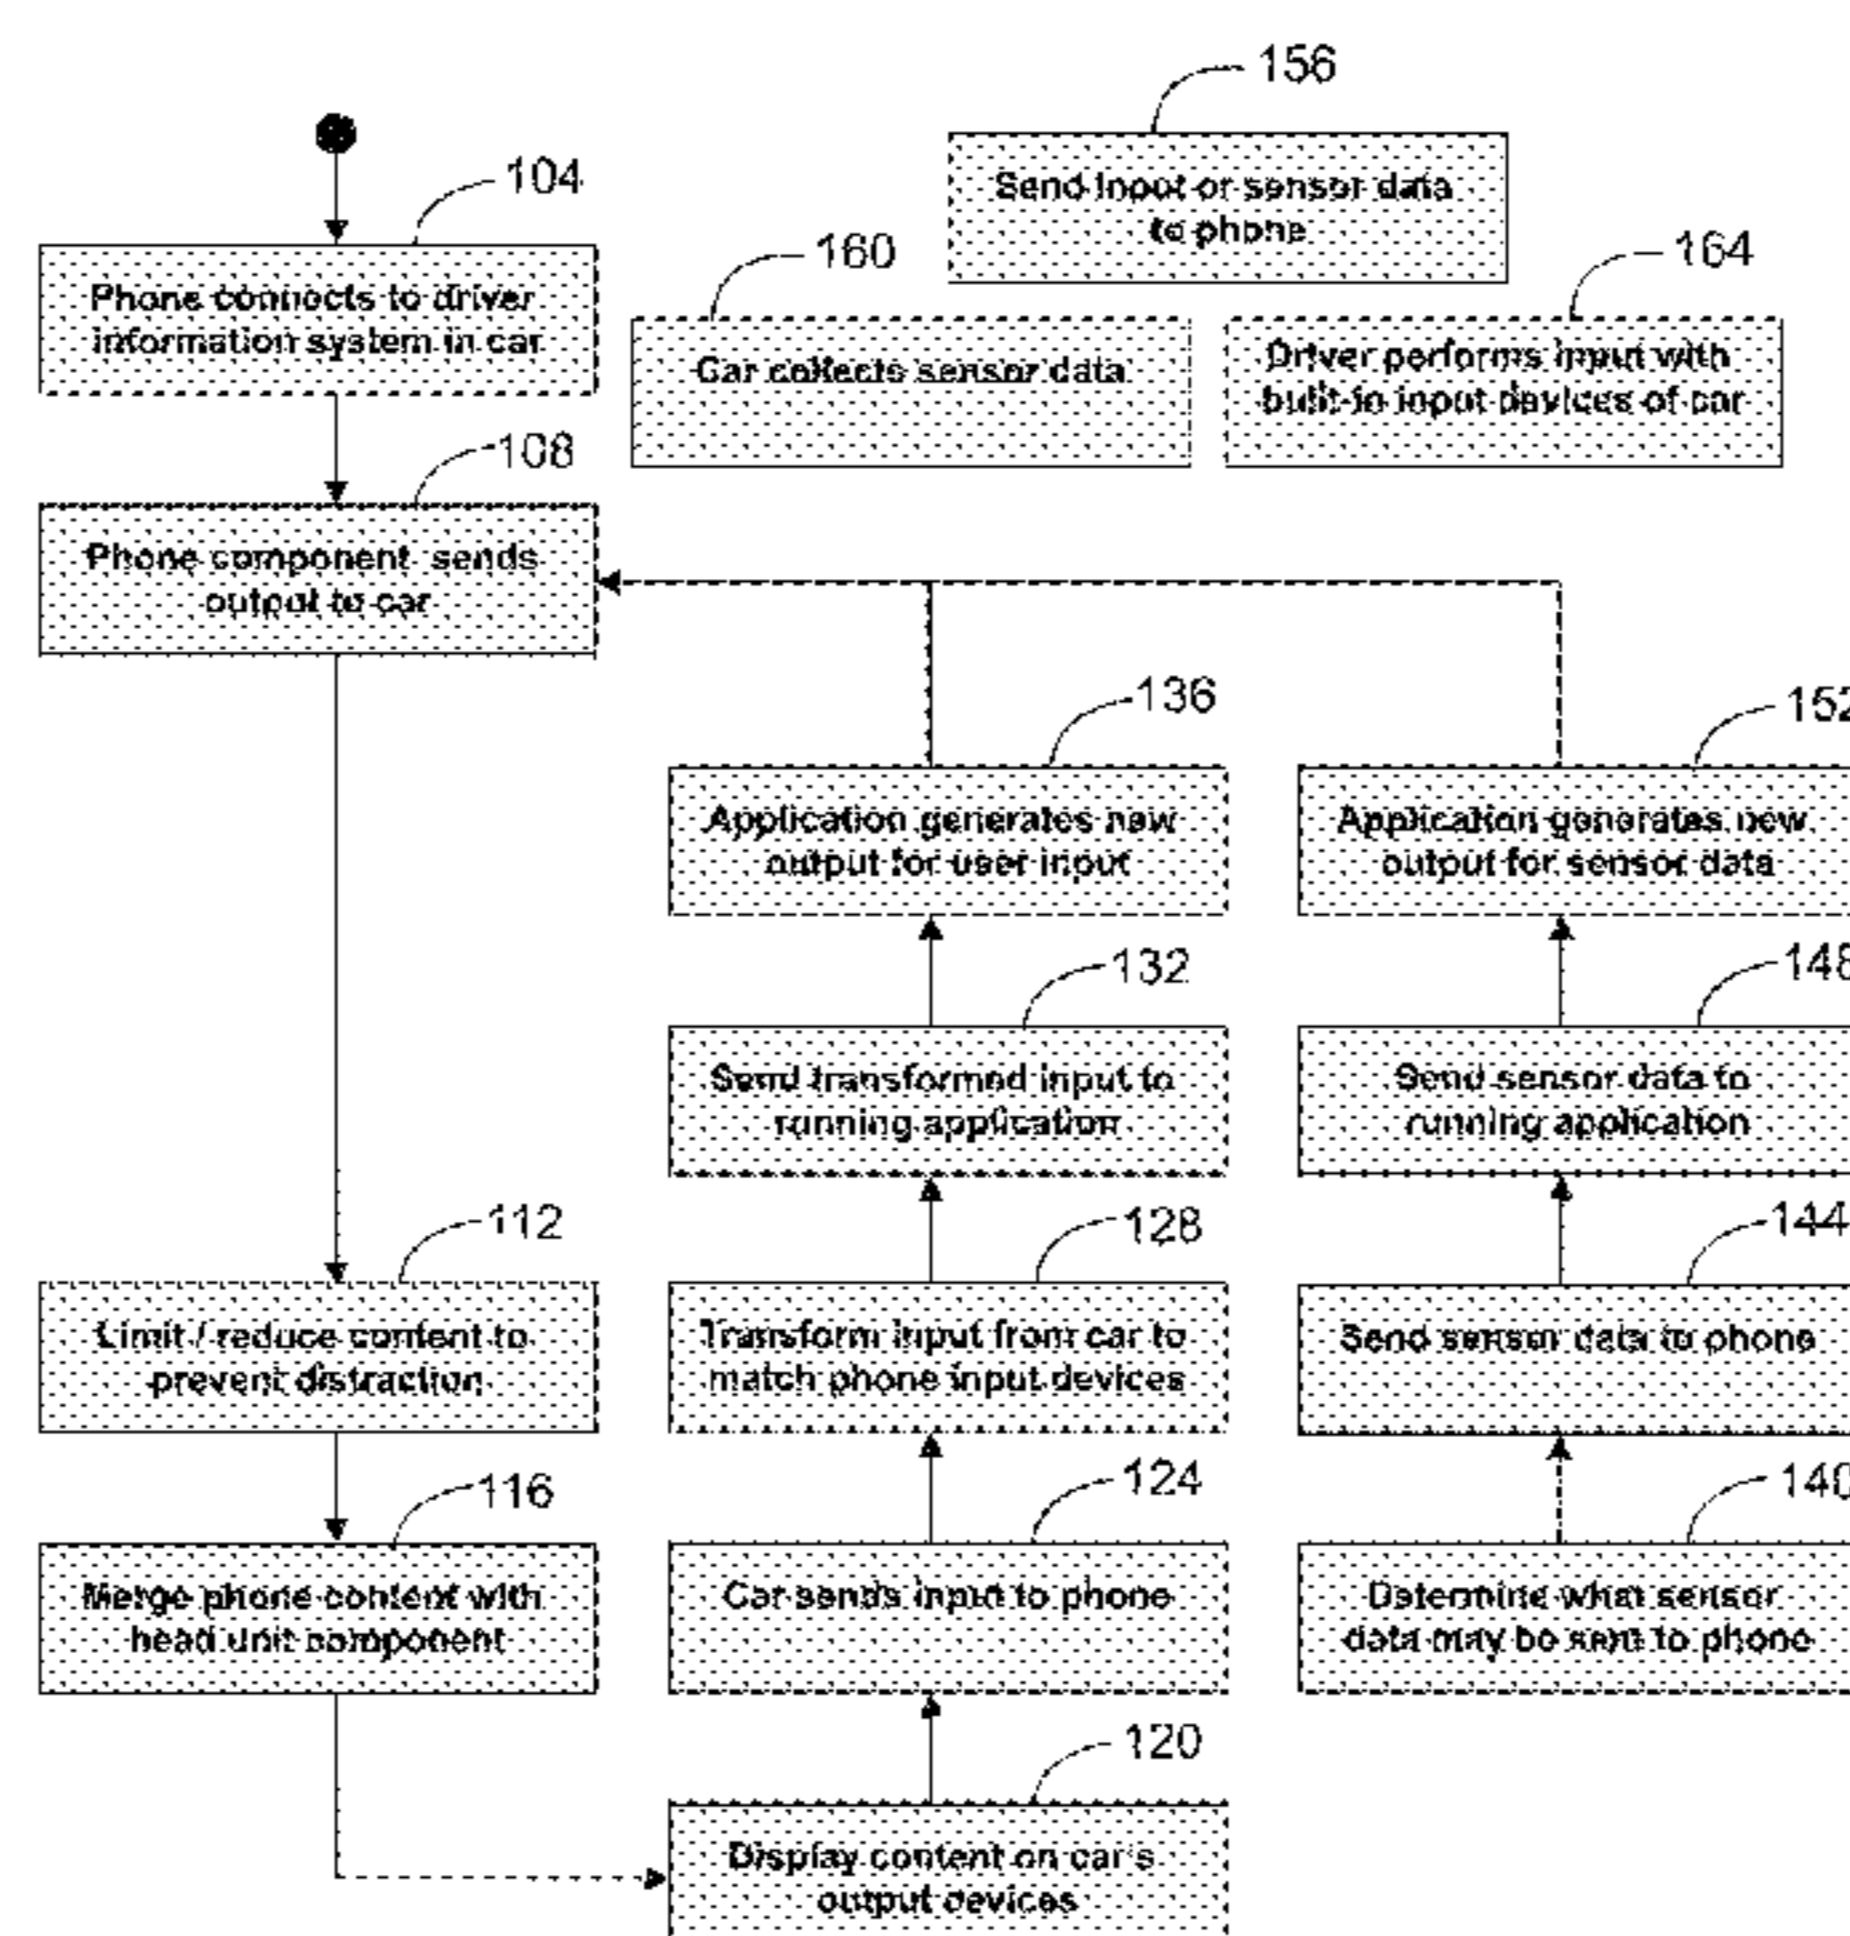 156
Send input or sensor data
to phone
104
Phone connects to driver
information system in car
160
Car collects sensor data
164
Driver performs input with
built-in input devices of car
108
Phone component sends
output to car
136
Application generates new
output for user input
152
Application generates new
output for sensor data
132
Send transformed input to
running application
148
Send sensor data to
running application
112
Limit / reduce content to
prevent distraction
128
Transform input from car to
match phone input devices
144
Send sensor data to phone
116
Merge phone content with
head unit component
124
Car sends input to phone
140
Determine what sensor
data may be sent to phone
120
Display content on car's
output devices